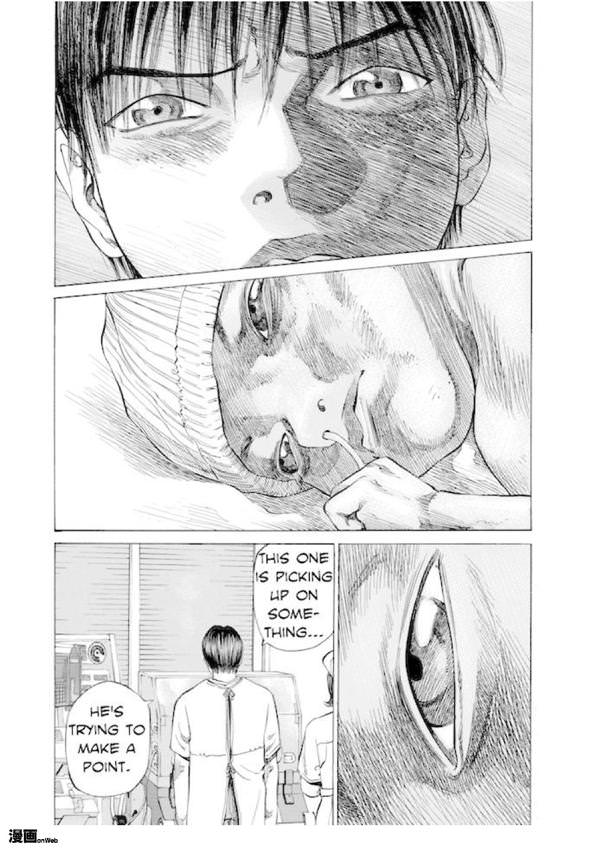 THIS ONE
IS PICKING
UP ON
SOME-
THING...
HE'S
TRYING TO
MAKE A
POINT.
漫画onWeb